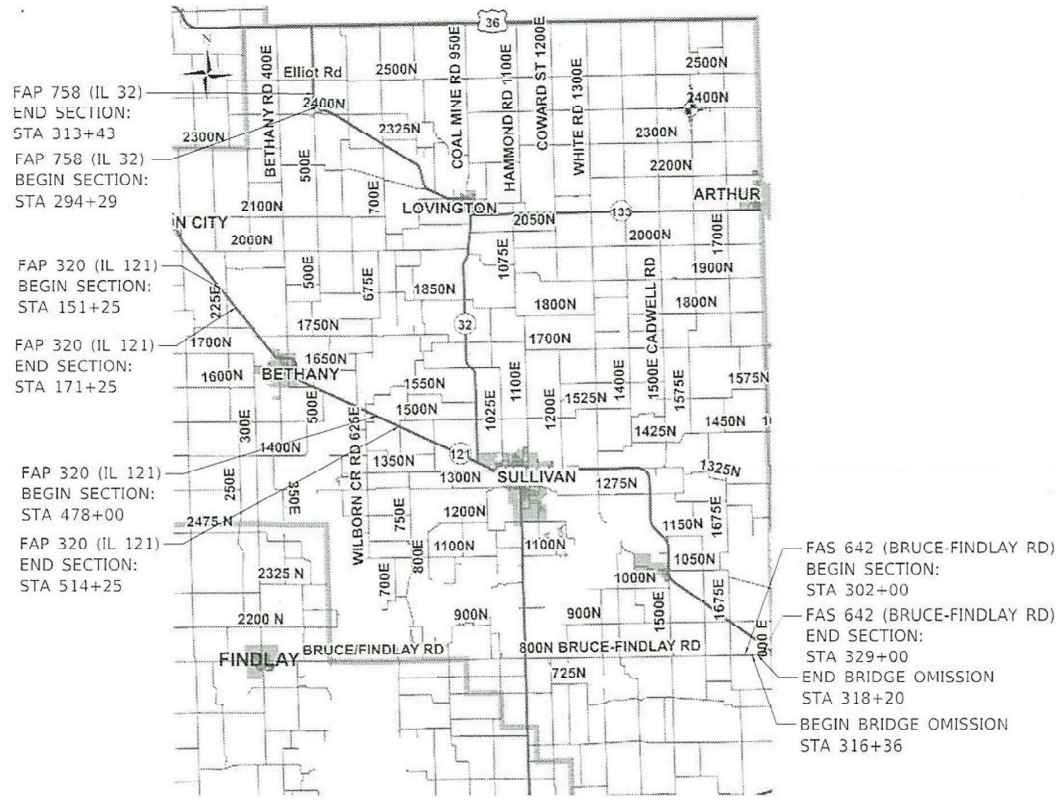 36
N
BETHANY RD 400E
Elliot Rd
2500N
COAL MINE RD 950E
HAMMOND RD 1100E
COWARD ST 1200E
WHITE RD 1300E
2500N
FAP 758 (IL 32)
END SECTION:
STA 313+43
2400N
2400N
2300N
2325N
2300N
FAP 758 (IL 32)
BEGIN SECTION:
STA 294+29
500E
700E
2200N
ARTHUR
2100N
LOVINGTON
2050N
133
N CITY
2000N
2000N
1700E
1075E
FAP 320 (IL 121)
BEGIN SECTION:
STA 151+25
500E
675E
1900N
225E
1850N
1800N
1800N
CADWELL RD
1500E
1750N
32
FAP 320 (IL 121)
END SECTION:
STA 171+25
1700N
1700N
1650N
1600N
BETHANY
1550N
1100E
1400E
1575E
1575N
1500N
1525N
500E
300E
1025E
1200E
1450N
1425N
1400N
WILBORN CR RD 625E
121
1350N
1300N
SULLIVAN
1275N
1325N
FAP 320 (IL 121)
BEGIN SECTION:
STA 478+00
250E
350E
750E
1200N
1675E
1150N
2475 N
FAP 320 (IL 121)
END SECTION:
STA 514+25
800E
1100N
1100N
1050N
2325 N
700E
1000N
FAS 642 (BRUCE-FINDLAY RD)
BEGIN SECTION:
STA 302+00
2200 N
900N
900N
1500E
1675E
FAS 642 (BRUCE-FINDLAY RD)
END SECTION:
STA 329+00
FINDLAY
BRUCE/FINDLAY RD
800N BRUCE-FINDLAY RD
725N
END BRIDGE OMISSION
STA 318+20
BEGIN BRIDGE OMISSION
STA 316+36